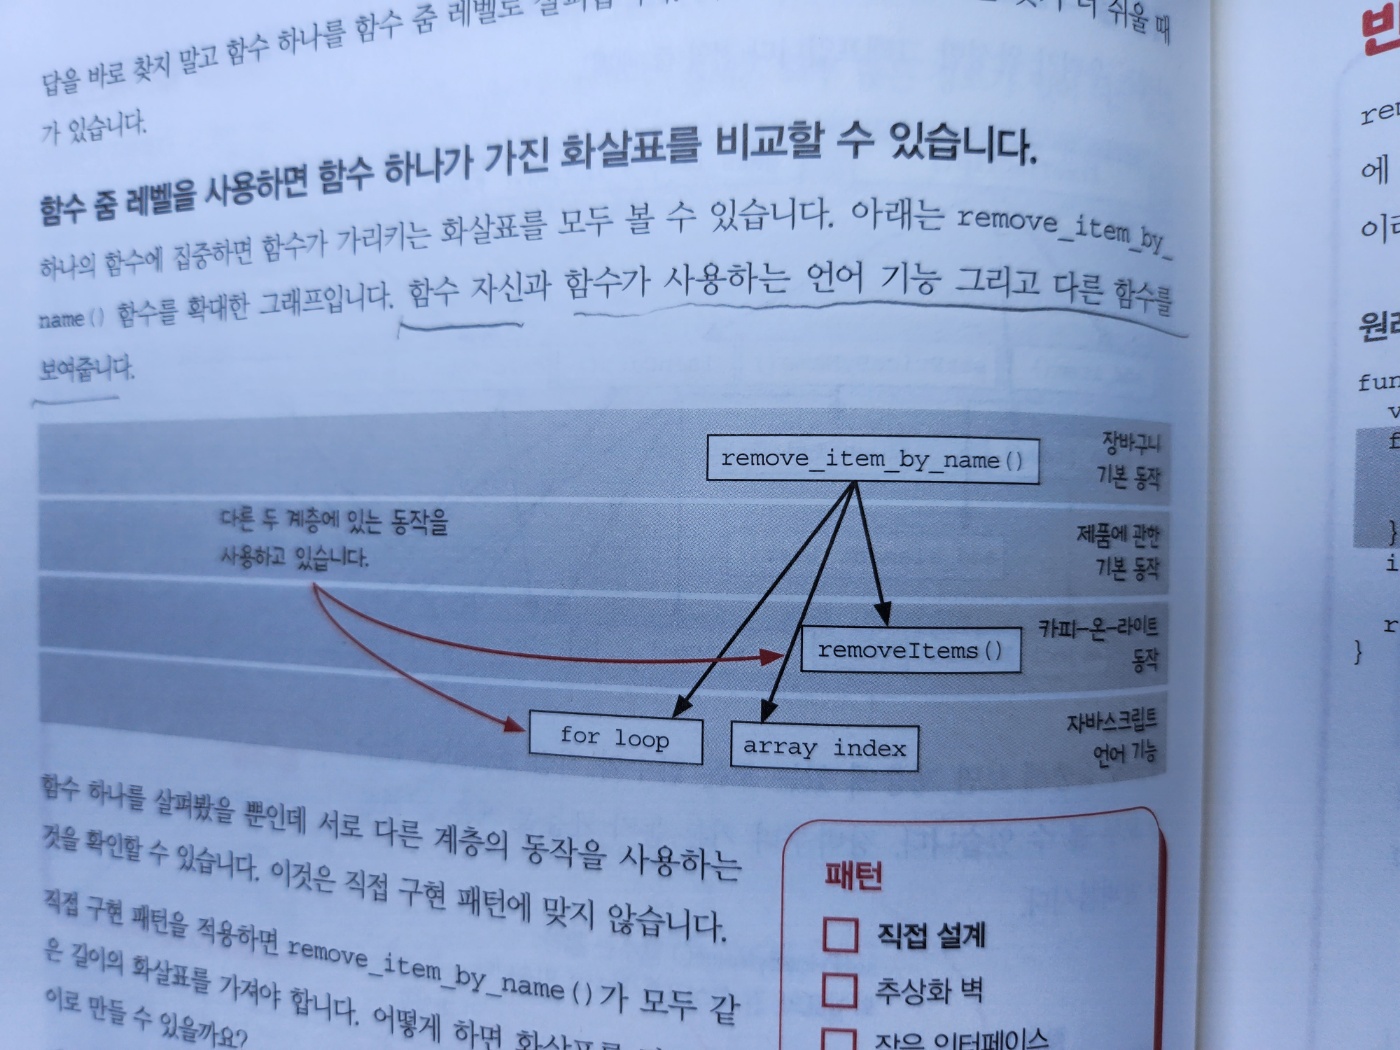 답을 바로 찾지 말고 함수 하나를 함수 줌 레벨로 더 쉬울 때
가 있습니다.
함수 줌 레벨을 사용하면 함수 하나가 가진 화살표를 비교할 수 있습니다.
하나의 함수에 집중하면 함수가 가리키는 화살표를 모두 볼 수 있습니다. 아래는 remove_item_by_
name() 함수를 확대한 그래프입니다. 함수 자신과 함수가 사용하는 언어 기능 그리고 다른 함수를
보여줍니다.
remove_item_by_name()
장바구니
기본 동작
다른 두 계층에 있는 동작을
사용하고 있습니다.
제품에 관한
기본 동작
removeItems()
카피-온-라이트
동작
for loop
array index
자바스크립트
언어 기능
함수 하나를 살펴봤을 뿐인데 서로 다른 계층의 동작을 사용하는
것을 확인할 수 있습니다. 이것은 직접 구현 패턴에 맞지 않습니다.
직접 구현 패턴을 적용하면 remove_item_by_name()가 모두 같
은 길이의 화살표를 가져야 합니다. 어떻게 하면 화살표를
이로 만들 수 있을까요?
패턴
직접 설계
추상화 벽
작은 인터페이스
에
}
}